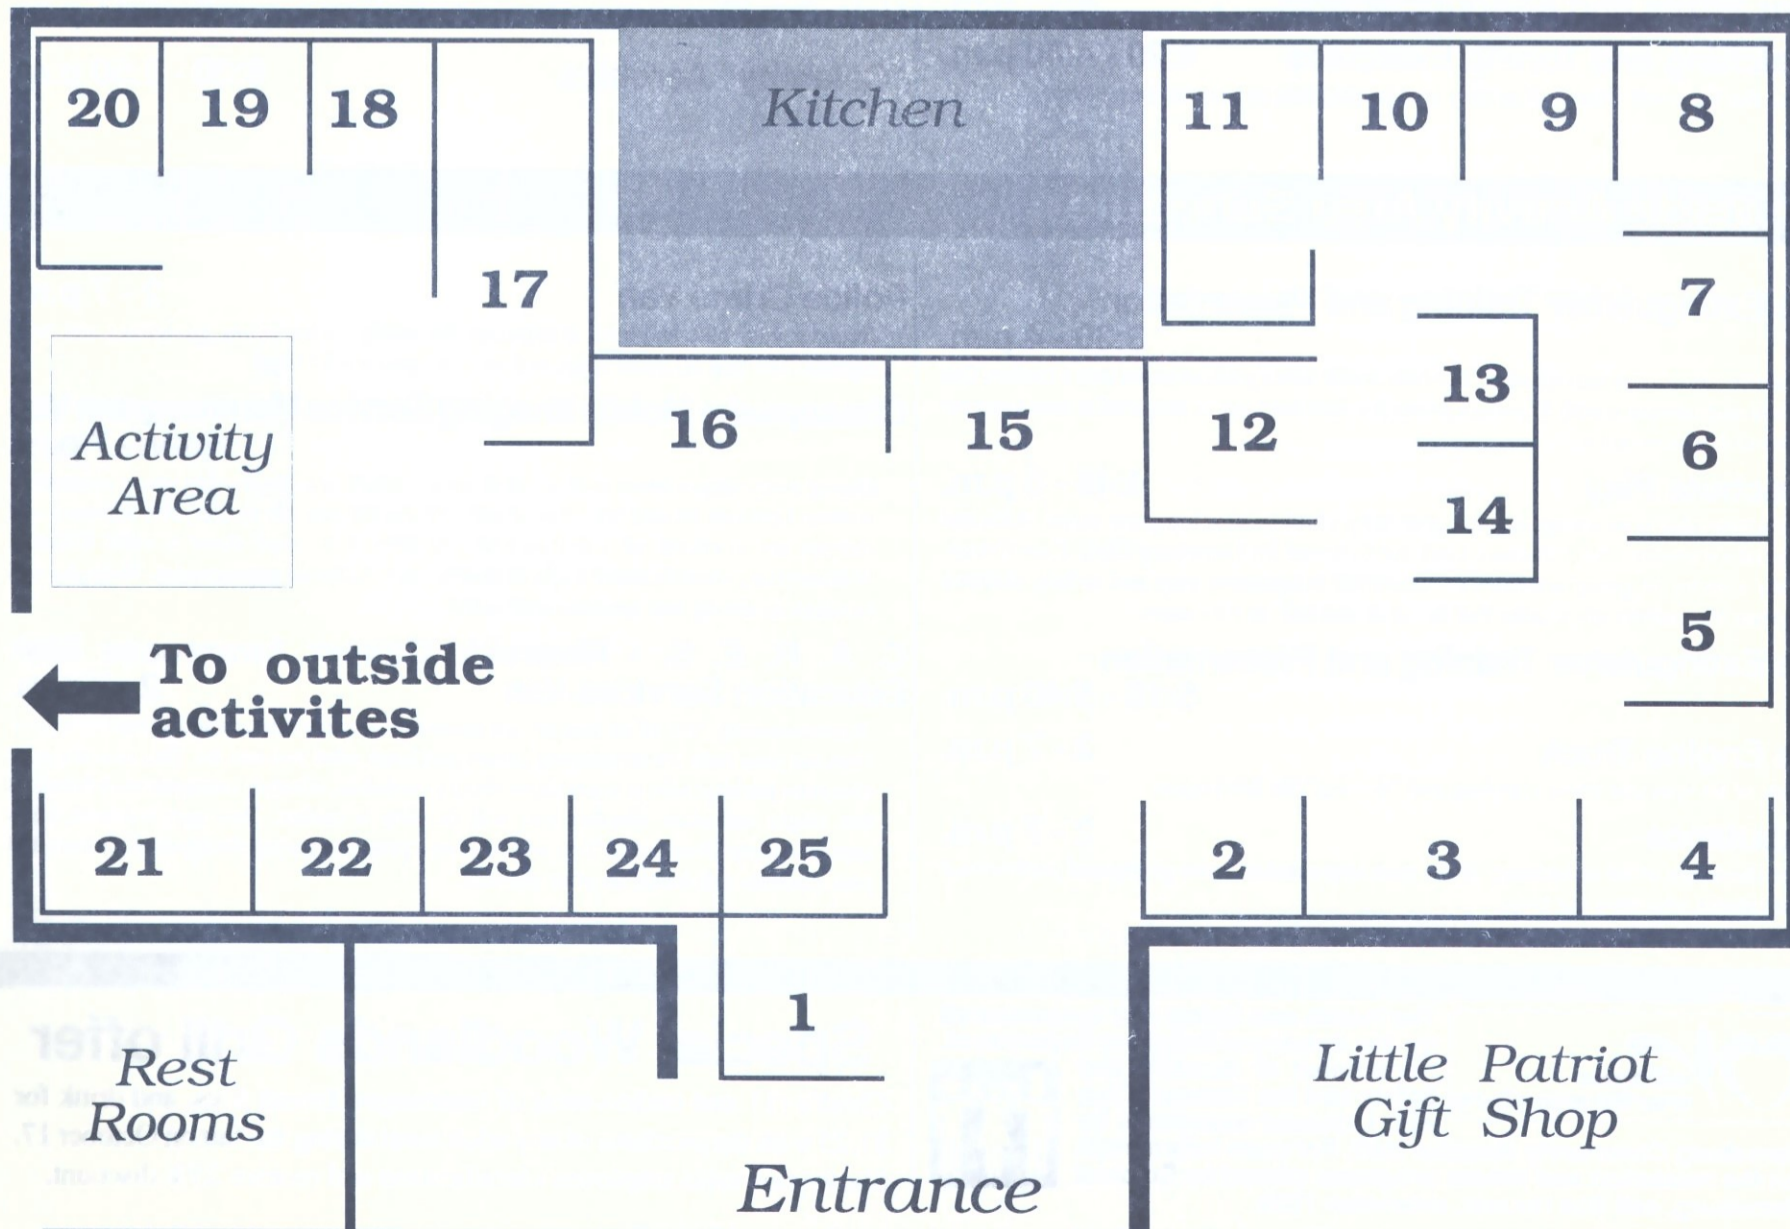 20 19 18
Kitchen
11 10 9 8
17
7
13
16 15 12
6
Activity
Area
14
5
To outside
activites
21 22 23 24 25
2 3 4
1
Rest
Rooms
Little Patriot
Gift Shop
Entrance
offer